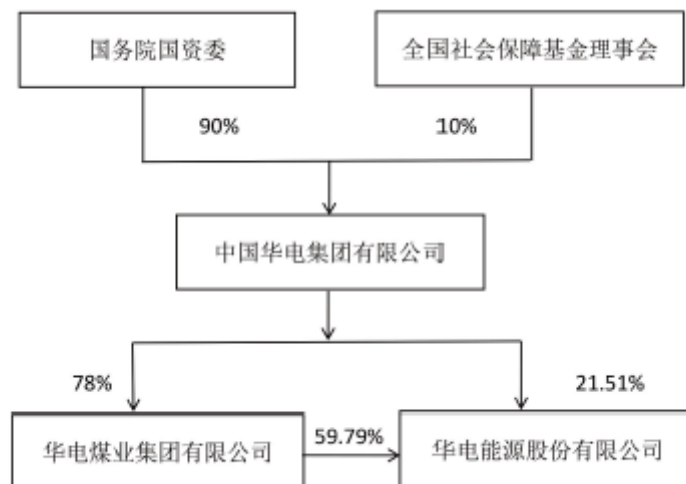 国务院国资委
全国社会保障基金理事会
90%
10%
中国华电集团有限公司
78%
21.51%
华电煤业集团有限公司
59.79%
华电能源股份有限公司